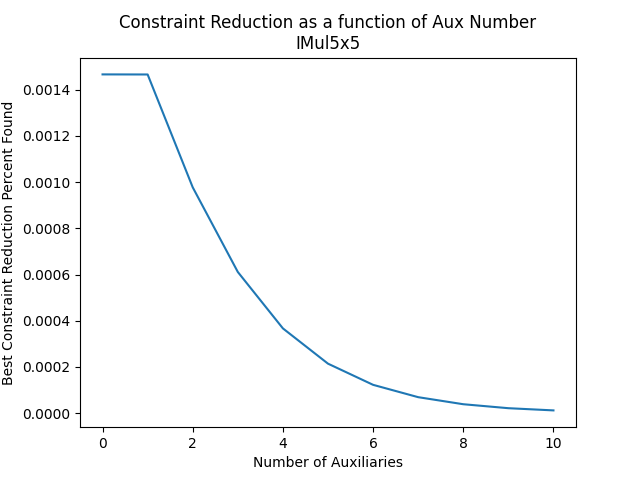 Constraint Reduction as a function of Aux Number
IMul5x5
Best Constraint Reduction Percent Found
0.0014
0.0012
0.0010
0.0008
0.0006
0.0004
0.0002
0.0000
0 2 4 6 8 10
Number of Auxiliaries